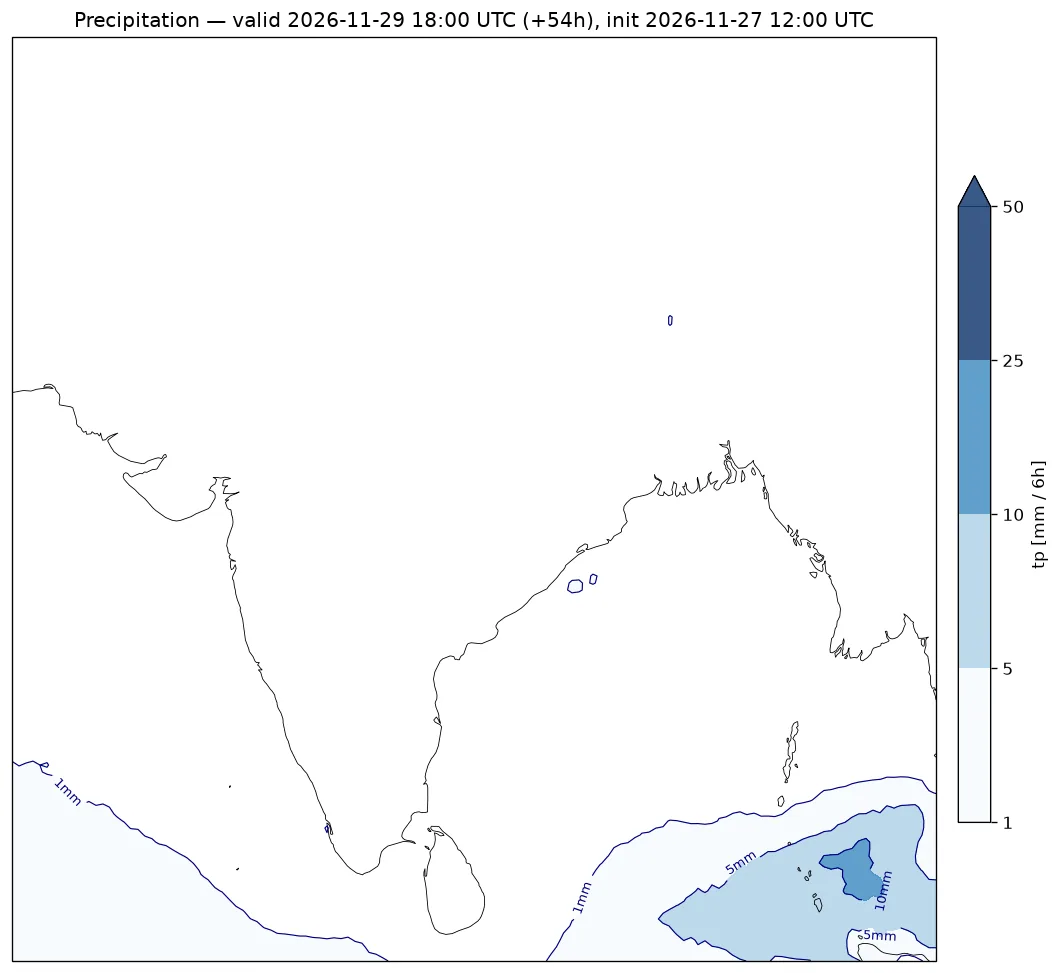 Precipitation — valid 2026-11-29 18:00 UTC (+54h), init 2026-11-27 12:00 UTC
50
25
10
5
1
tp [mm / 6h]
1mm
5mm
1mm
10mm
5mm